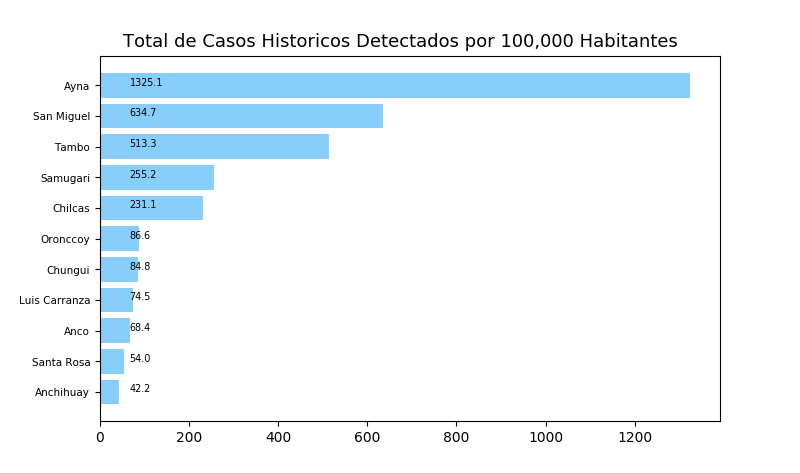 Total de Casos Historicos Detectados por 100,000 Habitantes
Ayna 1325.1
San Miguel 634.7
Tambo 513.3
Samugari 255.2
Chilcas 231.1
Oronccoy 86.6
Chungui 84.8
Luis Carranza 74.5
Anco 68.4
Santa Rosa 54.0
Anchihuay 42.2
0 200 400 600 800 1000 1200